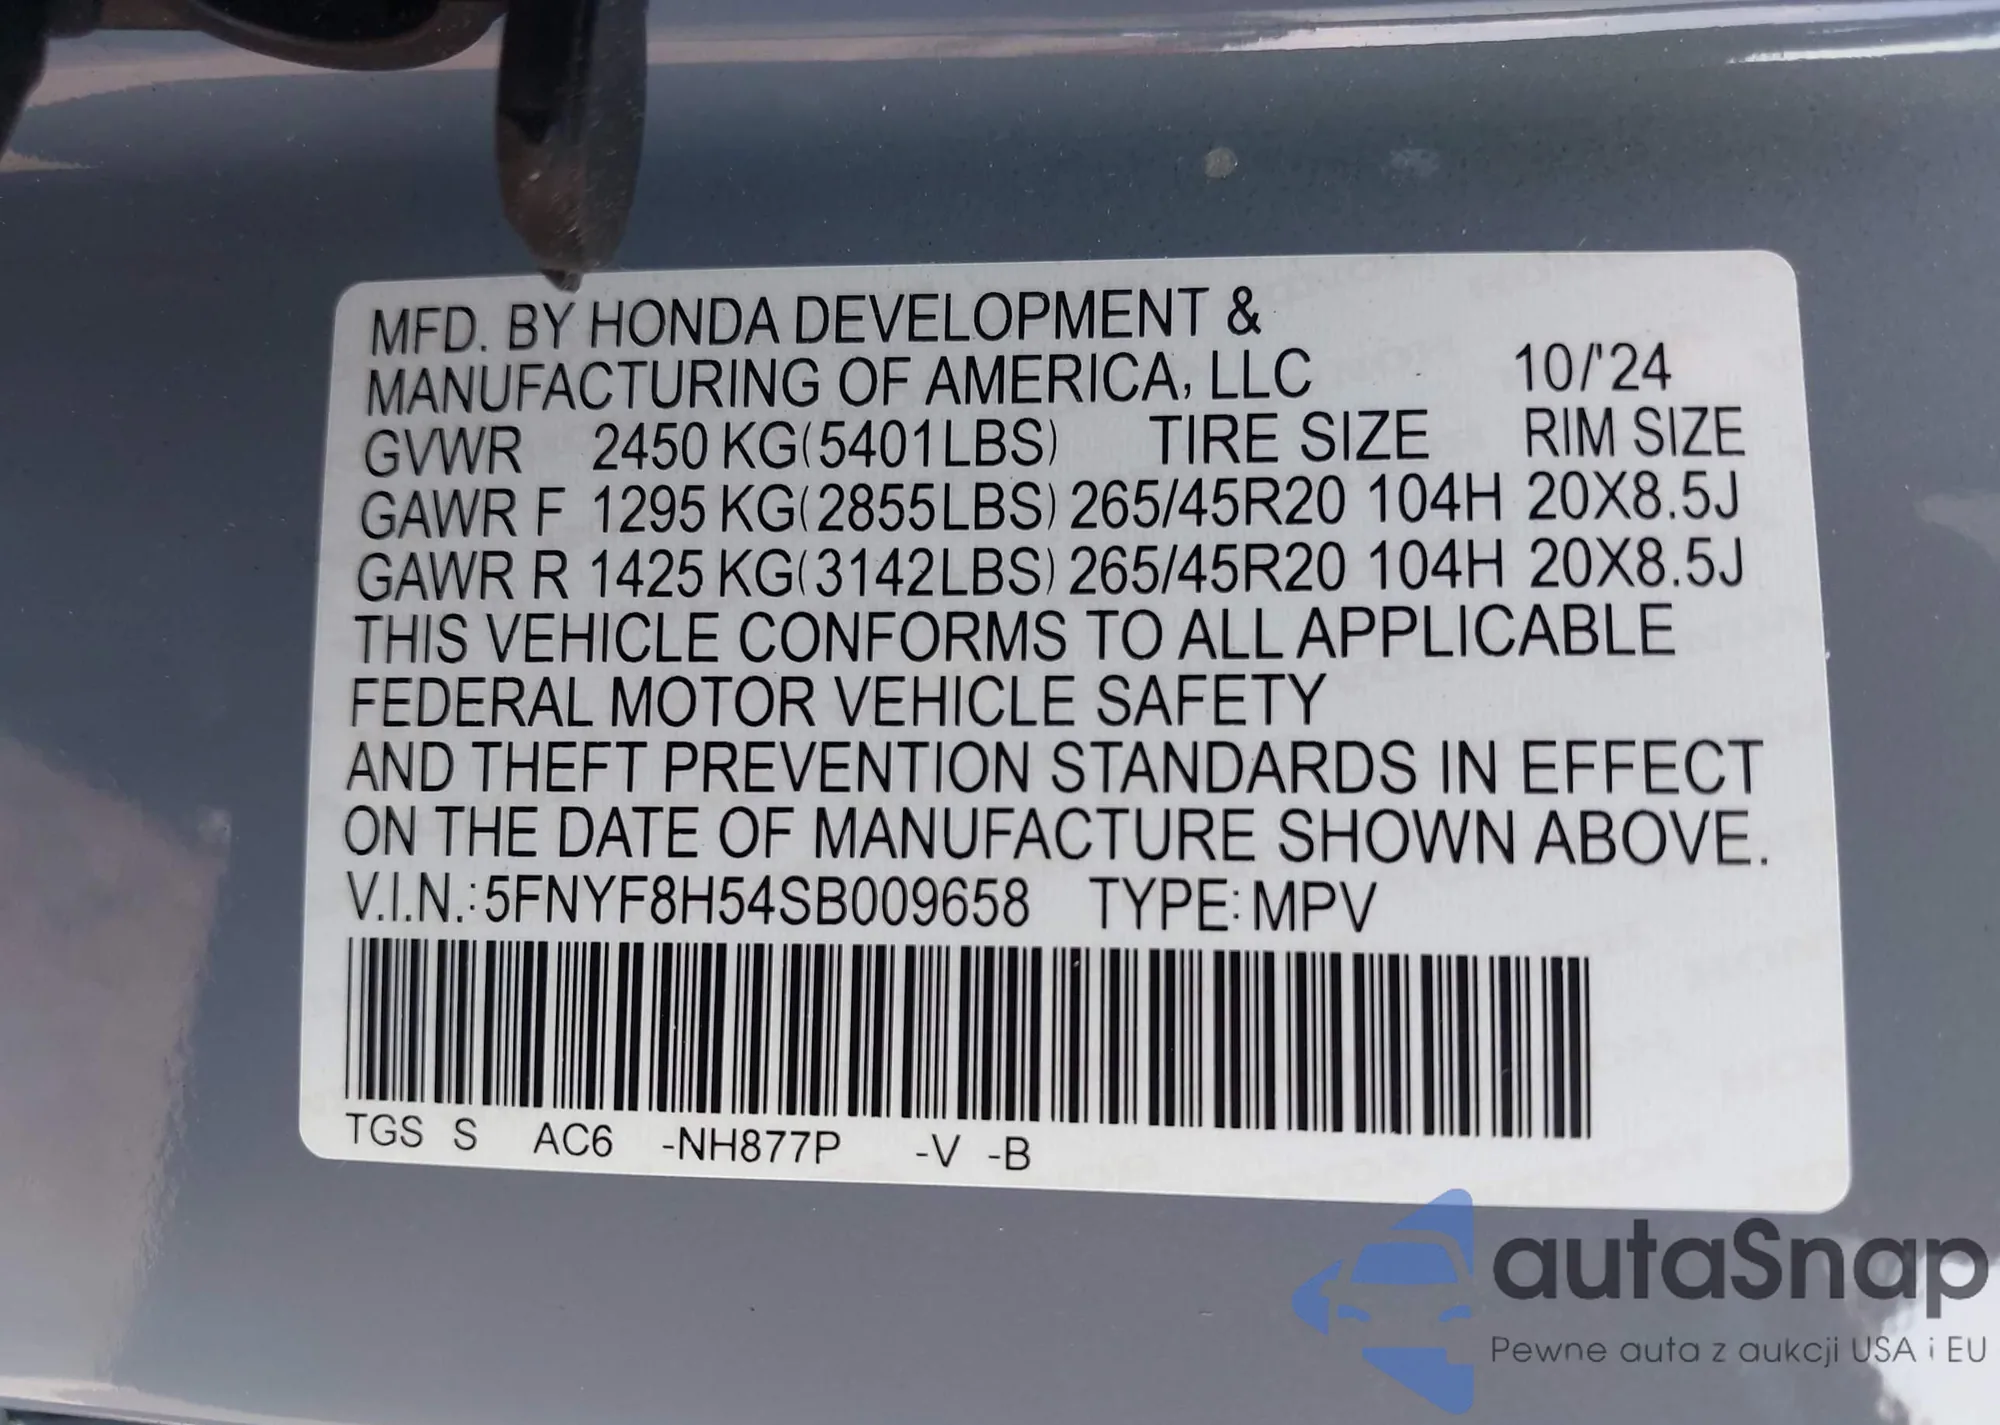 MFD. BY HONDA DEVELOPMENT &
MANUFACTURING OF AMERICA, LLC 10/'24
GVWR 2450 KG(5401LBS) TIRE SIZE RIM SIZE
GAWR F 1295 KG(2855LBS) 265/45R20 104H 20X8.5J
GAWR R 1425 KG(3142LBS) 265/45R20 104H 20X8.5J
THIS VEHICLE CONFORMS TO ALL APPLICABLE
FEDERAL MOTOR VEHICLE SAFETY
AND THEFT PREVENTION STANDARDS IN EFFECT
ON THE DATE OF MANUFACTURE SHOWN ABOVE.
V.I.N.:5FNYF8H54SB009658 TYPE:MPV
TGS S AC6 -NH877P -V -B
autaSnap
Pewne auta z aukcji USA i EU